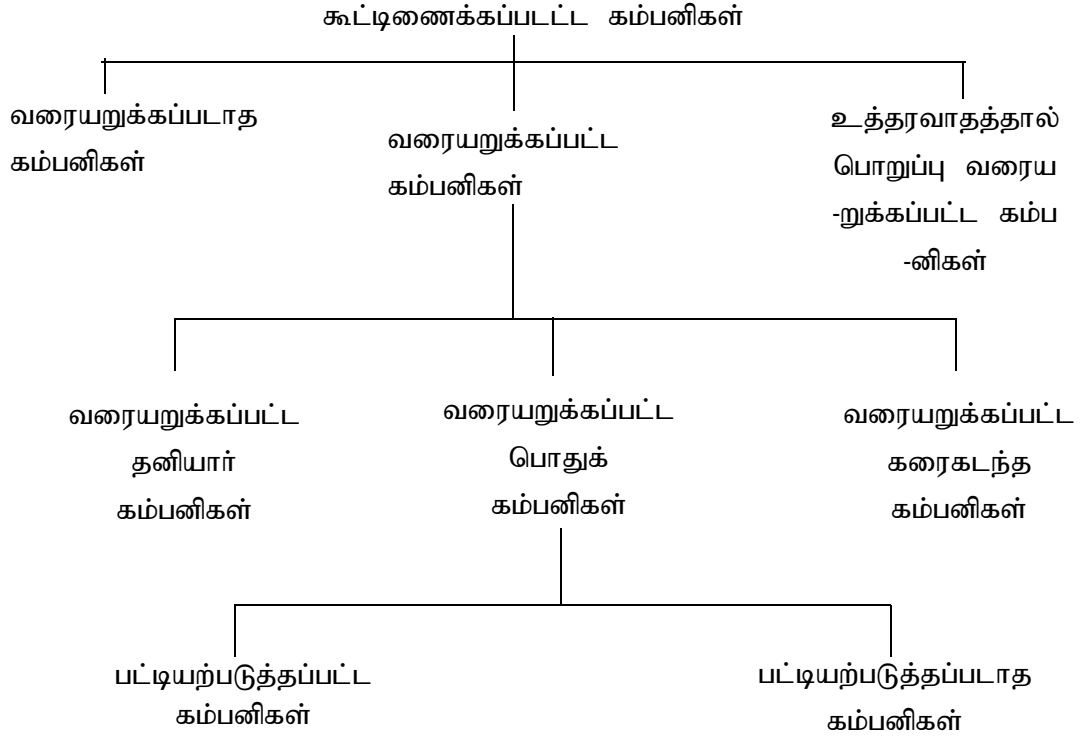 கூட்டிணைக்கப்படட்ட கம்பனிகள்
வரையறுக்கப்படாத
கம்பனிகள்
வரையறுக்கப்பட்ட
கம்பனிகள்
உத்தரவாதத்தால்
பொறுப்பு வரைய
-றுக்கப்பட்ட கம்ப
-னிகள்
வரையறுக்கப்பட்ட
தனியார்
கம்பனிகள்
வரையறுக்கப்பட்ட
பொதுக்
கம்பனிகள்
வரையறுக்கப்பட்ட
கரைகடந்த
கம்பனிகள்
பட்டியற்படுத்தப்பட்ட
கம்பனிகள்
பட்டியற்படுத்தப்படாத
கம்பனிகள்